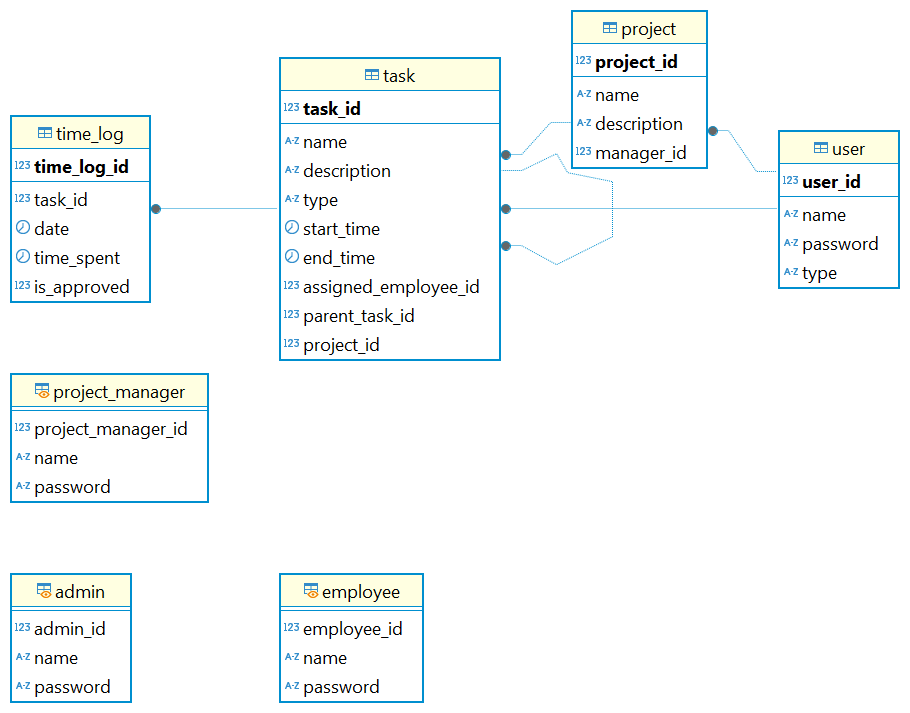 project
123 project_id
A-Z name
A-Z description
123 manager_id
task
123 task_id
A-Z name
A-Z description
A-Z type
start_time
end_time
123 assigned_employee_id
123 parent_task_id
123 project_id
time_log
123 time_log_id
123 task_id
date
time_spent
123 is_approved
user
123 user_id
A-Z name
A-Z password
A-Z type
project_manager
123 project_manager_id
A-Z name
A-Z password
admin
123 admin_id
A-Z name
A-Z password
employee
123 employee_id
A-Z name
A-Z password